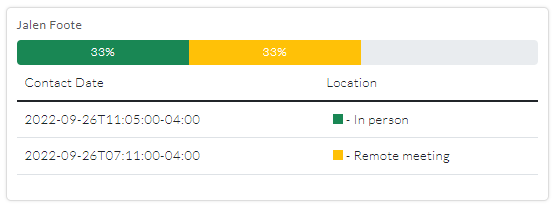 Jalen Foote
33% 33%
Contact Date Location
2022-09-26T11:05:00-04:00 - In person
2022-09-26T07:11:00-04:00 - Remote meeting